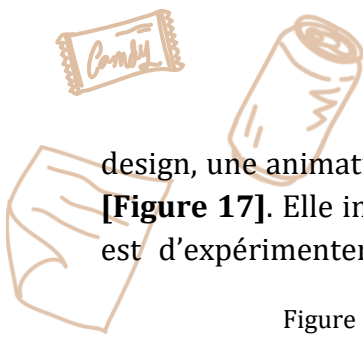 Candy
design, une animat
[Figure 17]. Elle in
est d'expérimenter
Figure